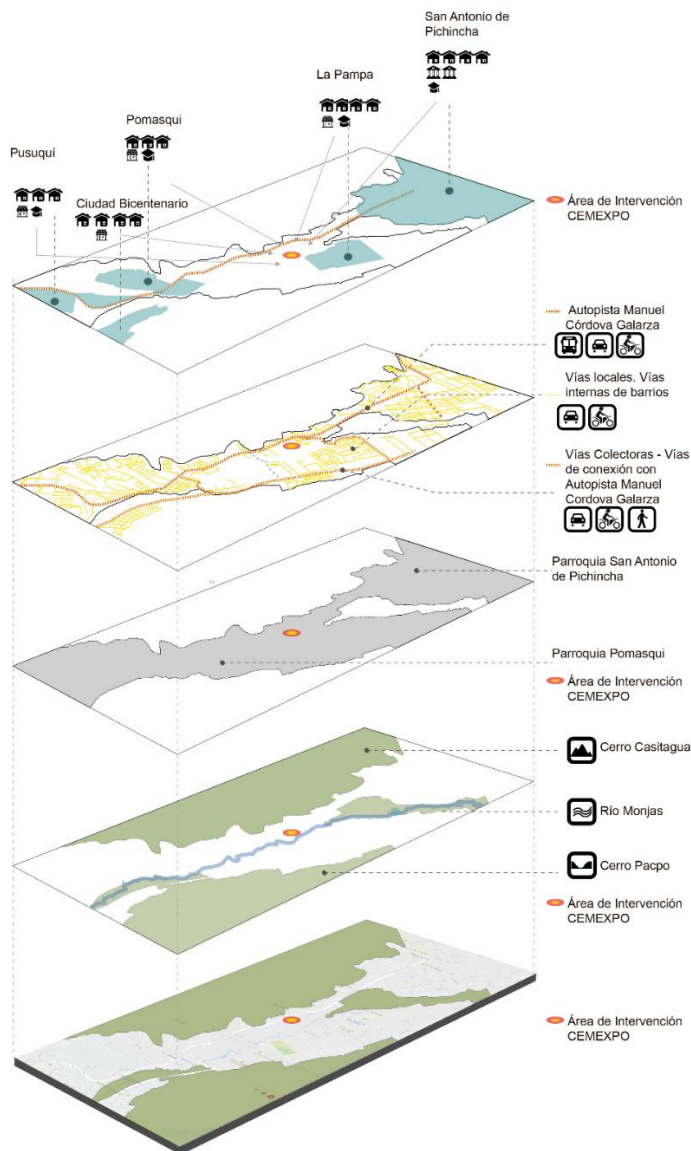 San Antonio de
Pichincha
La Pampa
Pomasqui
Pusuquí
Ciudad Bicentenario
Área de Intervención
CEMEXPO
Autopista Manuel
Córdova Galarza
Vías locales. Vías
internas de barrios
Vías Colectoras - Vías
de conexión con
Autopista Manuel
Cordova Galarza
Parroquia San Antonio
de Pichincha
Parroquia Pomasqui
Área de Intervención
CEMEXPO
Cerro Casitagua
Río Monjas
Cerro Pacpo
Área de Intervención
CEMEXPO
Área de Intervención
CEMEXPO